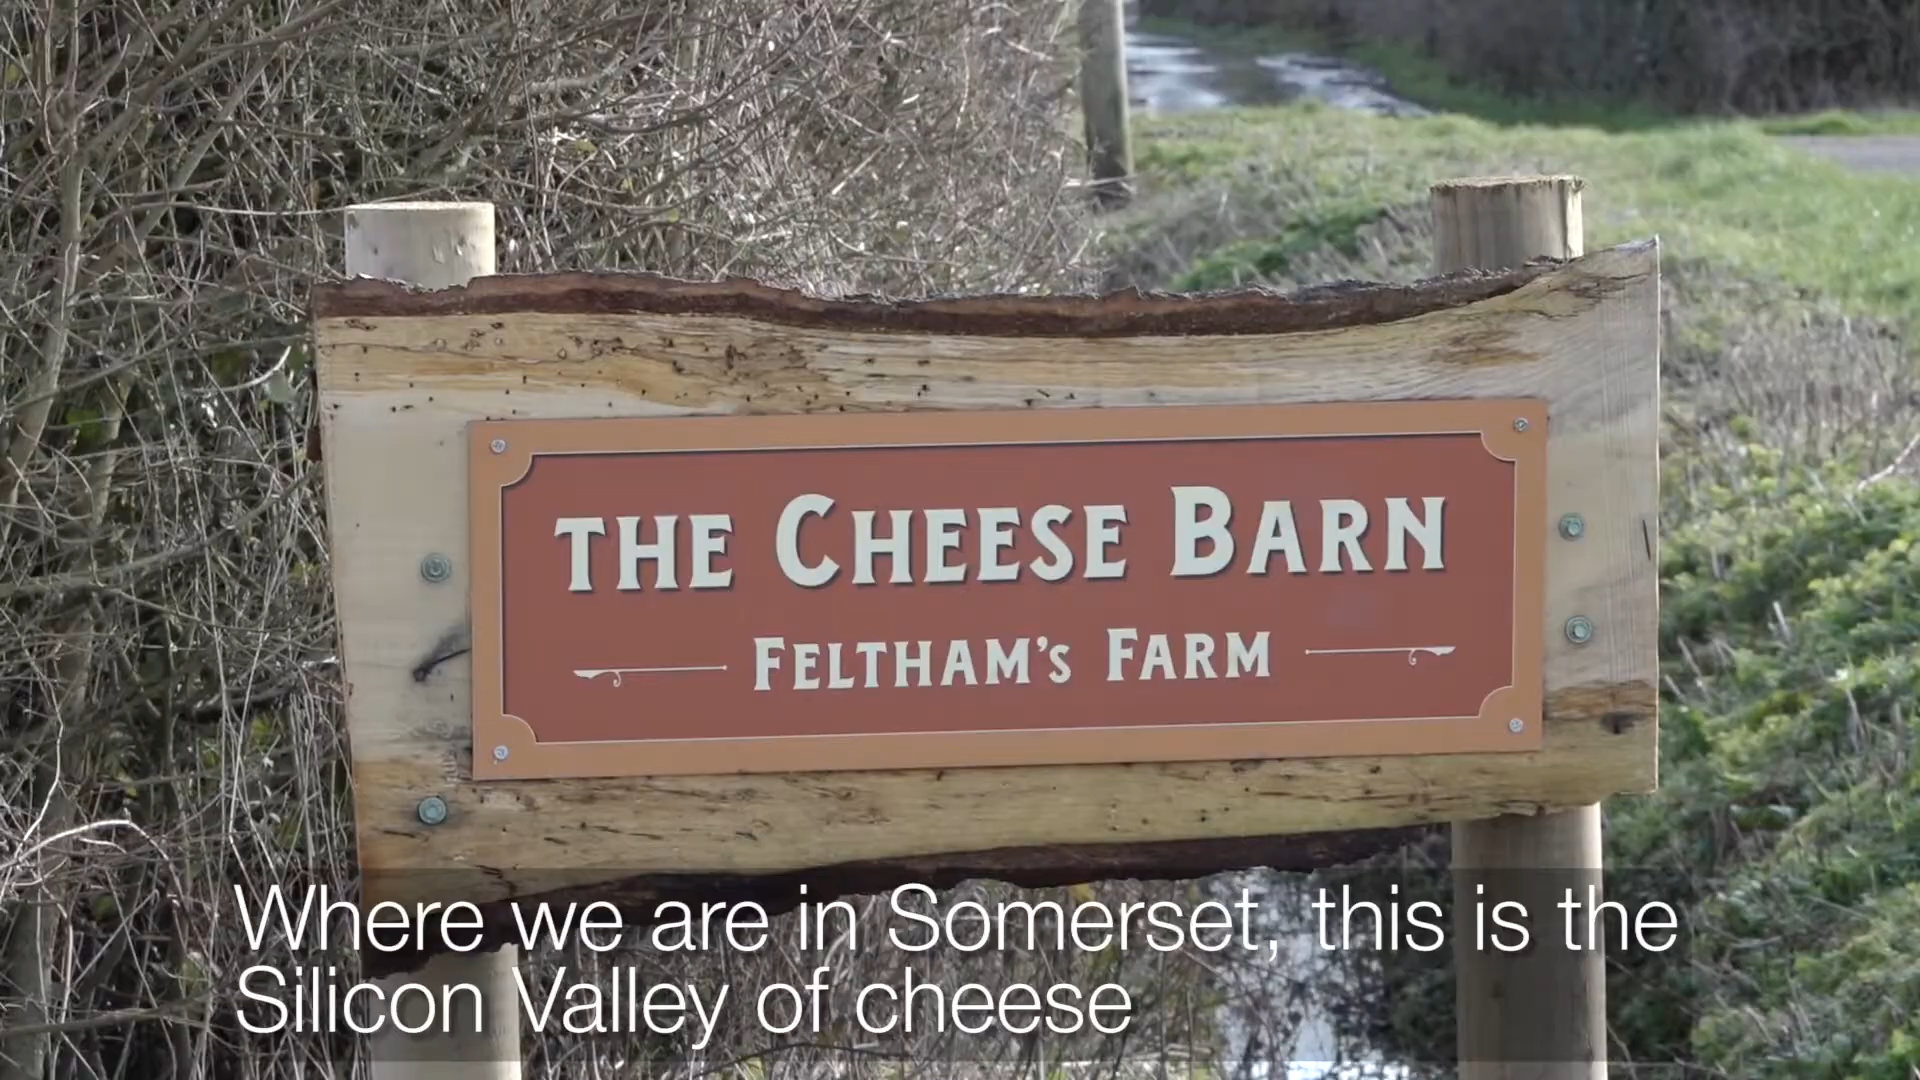 THE CHEESE BARN
FELTHAM'S FARM
Where we are in Somerset, this is the
Silicon Valley of cheese